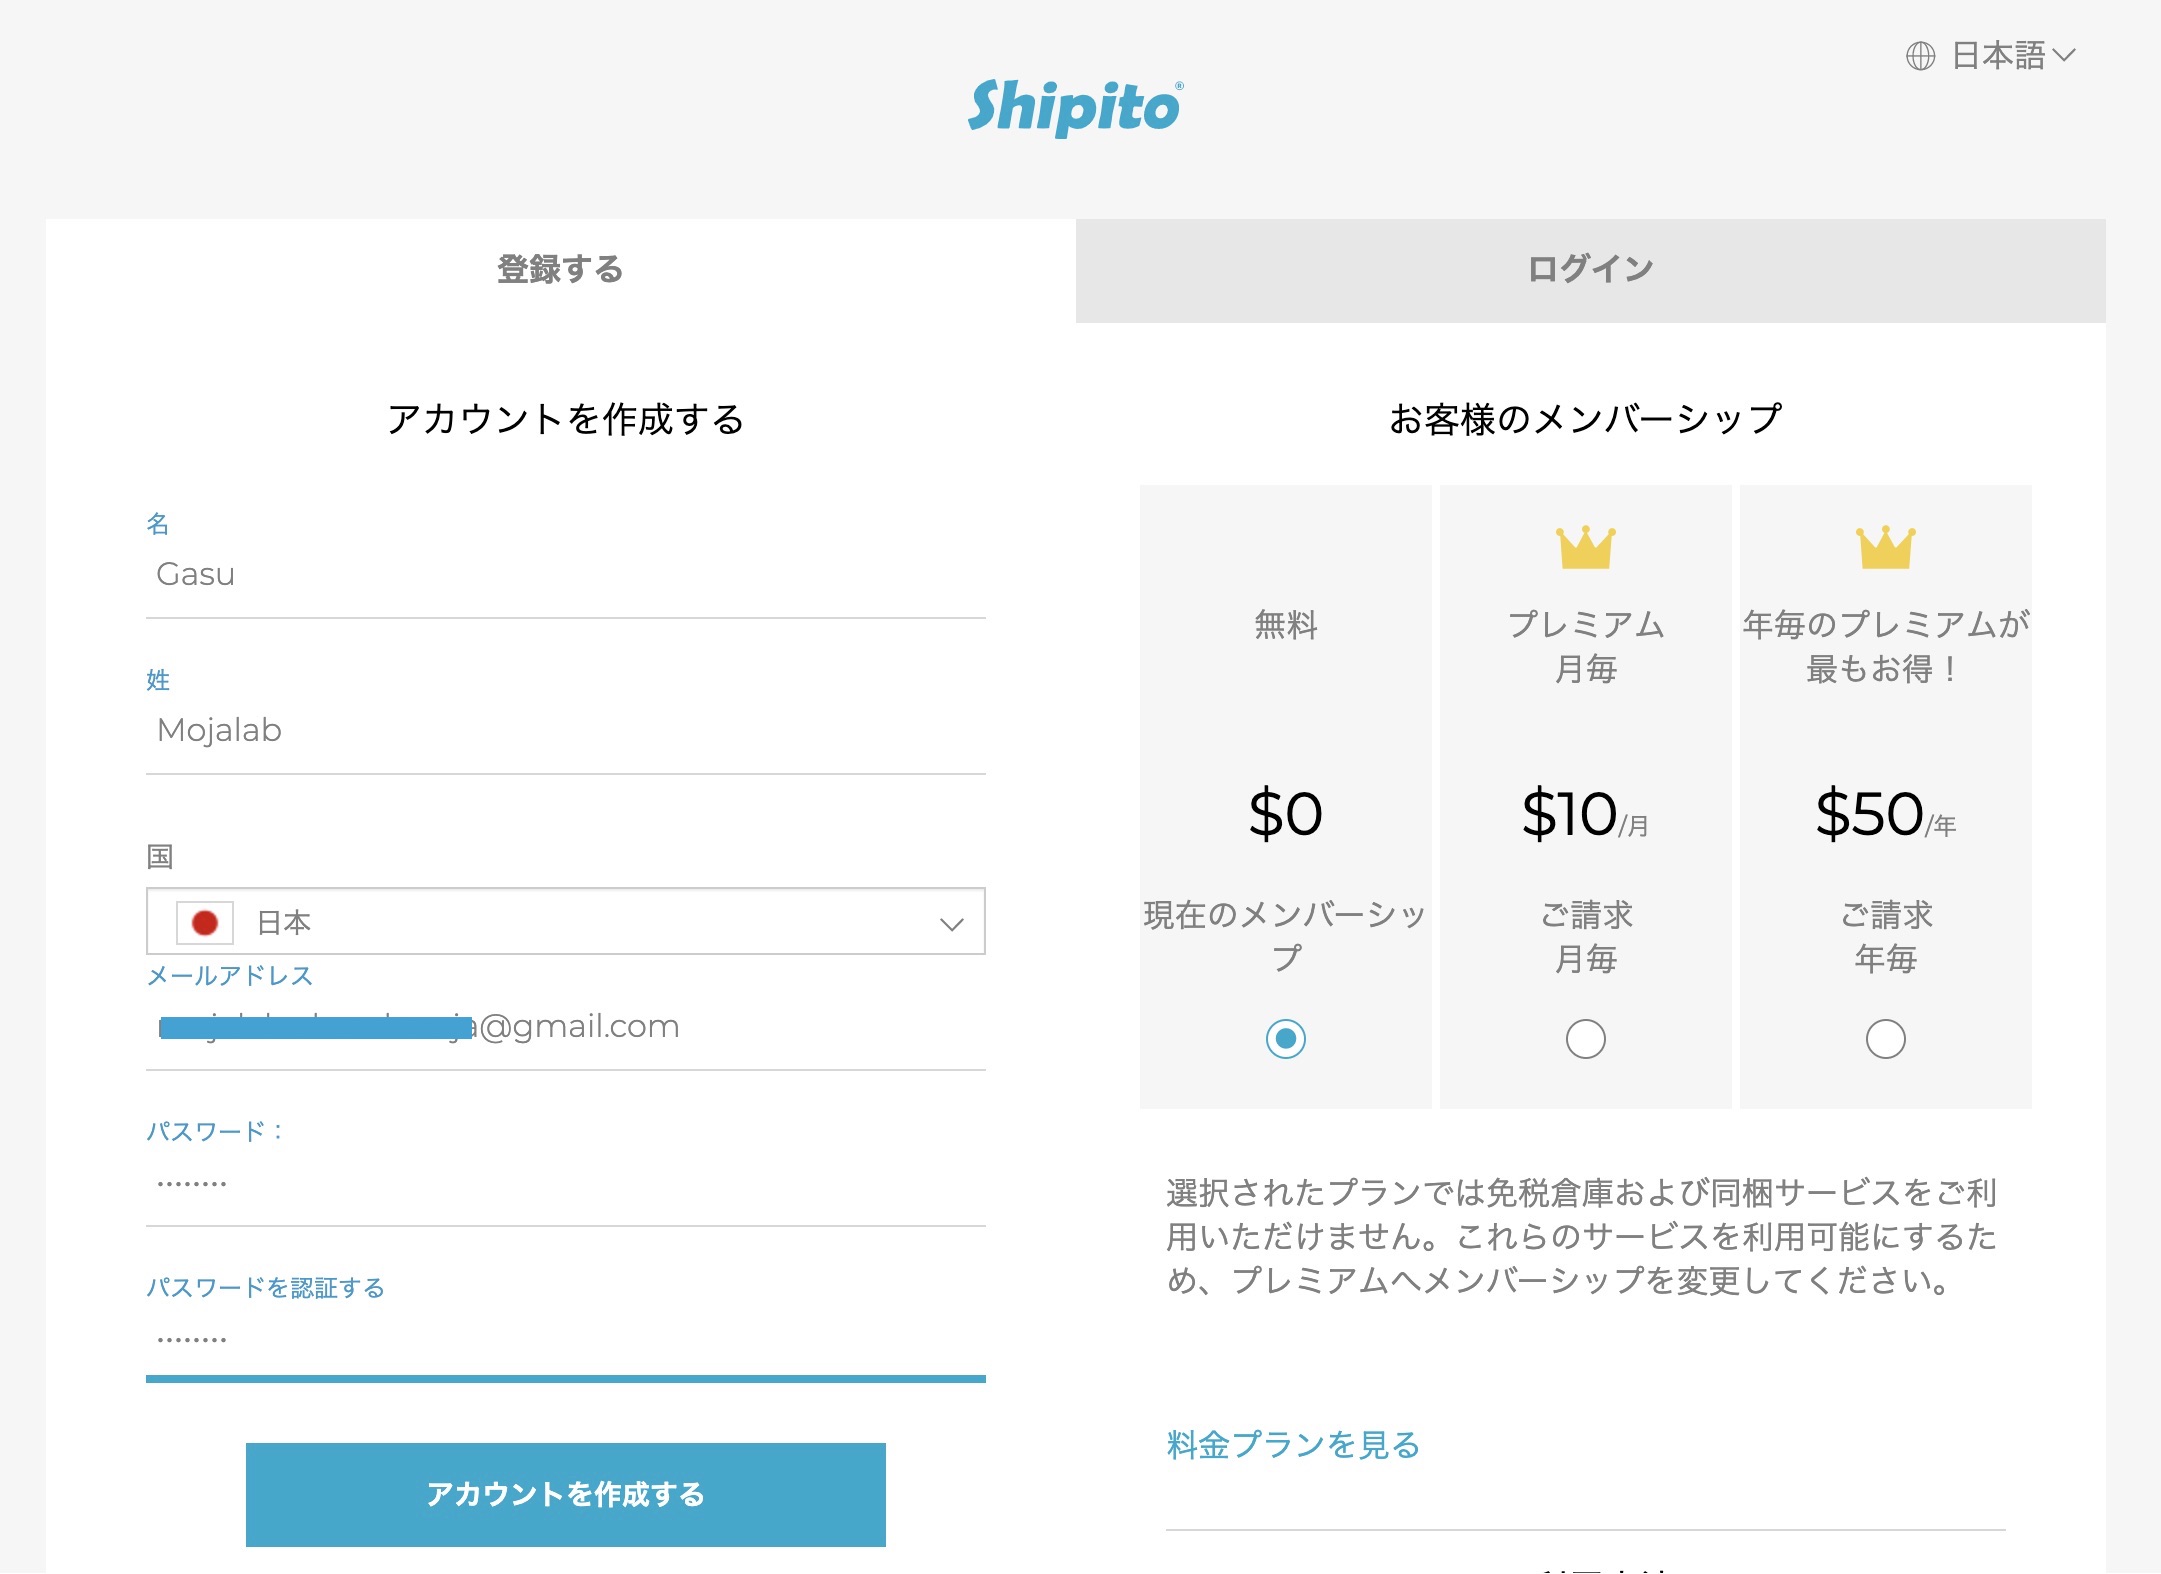 日本語
Shipito®
登録する
ログイン
アカウントを作成する
名
Gasu
姓
Mojalab
国
日本
メールアドレス
@gmail.com
パスワード：
••••••••
パスワードを認証する
••••••••
アカウントを作成する
お客様のメンバーシップ
無料
$0
現在のメンバーシッ
プ
プレミアム
月毎
$10/月
ご請求
月毎
年毎のプレミアムが
最もお得！
$50/年
ご請求
年毎
選択されたプランでは免税倉庫および同梱サービスをご利
用いただけません。これらのサービスを利用可能にするた
め、プレミアムへメンバーシップを変更してください。
料金プランを見る